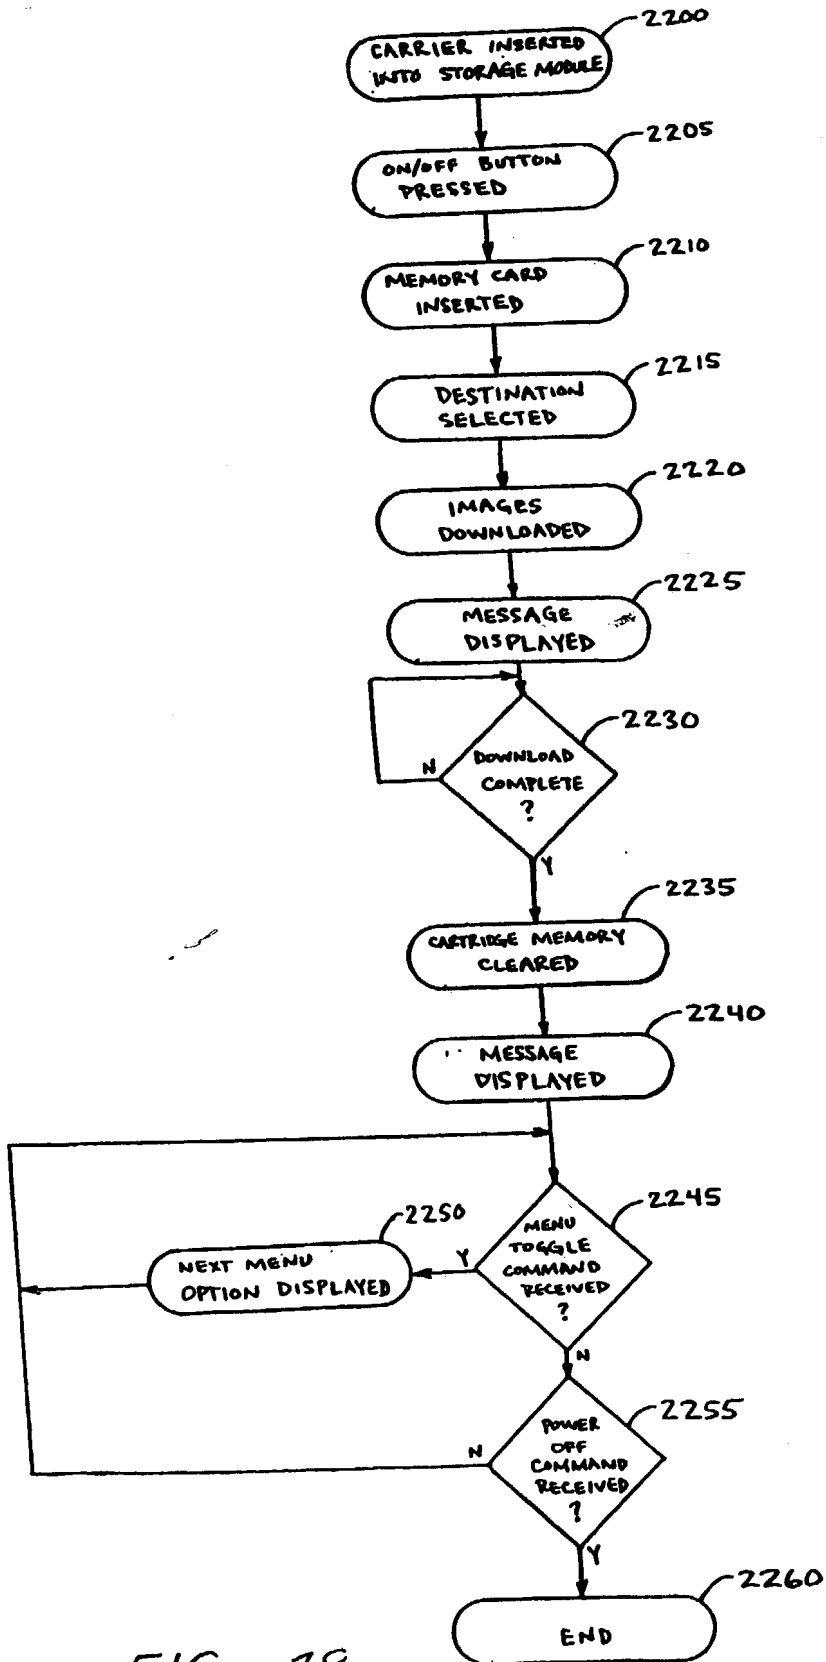 2200
CARRIER INSERTED
INTO STORAGE MODULE
2205
ON/OFF BUTTON
PRESSED
2210
MEMORY CARD
INSERTED
2215
DESTINATION
SELECTED
2220
IMAGES
DOWNLOADED
2225
MESSAGE
DISPLAYED
2230
DOWNLOAD
COMPLETE
?
N
Y
2235
CARTRIDGE MEMORY
CLEARED
2240
MESSAGE
DISPLAYED
2245
MENU
TOGGLE
COMMAND
RECEIVED
?
Y
2250
NEXT MENU
OPTION DISPLAYED
N
2255
POWER
OFF
COMMAND
RECEIVED
?
N
Y
2260
END